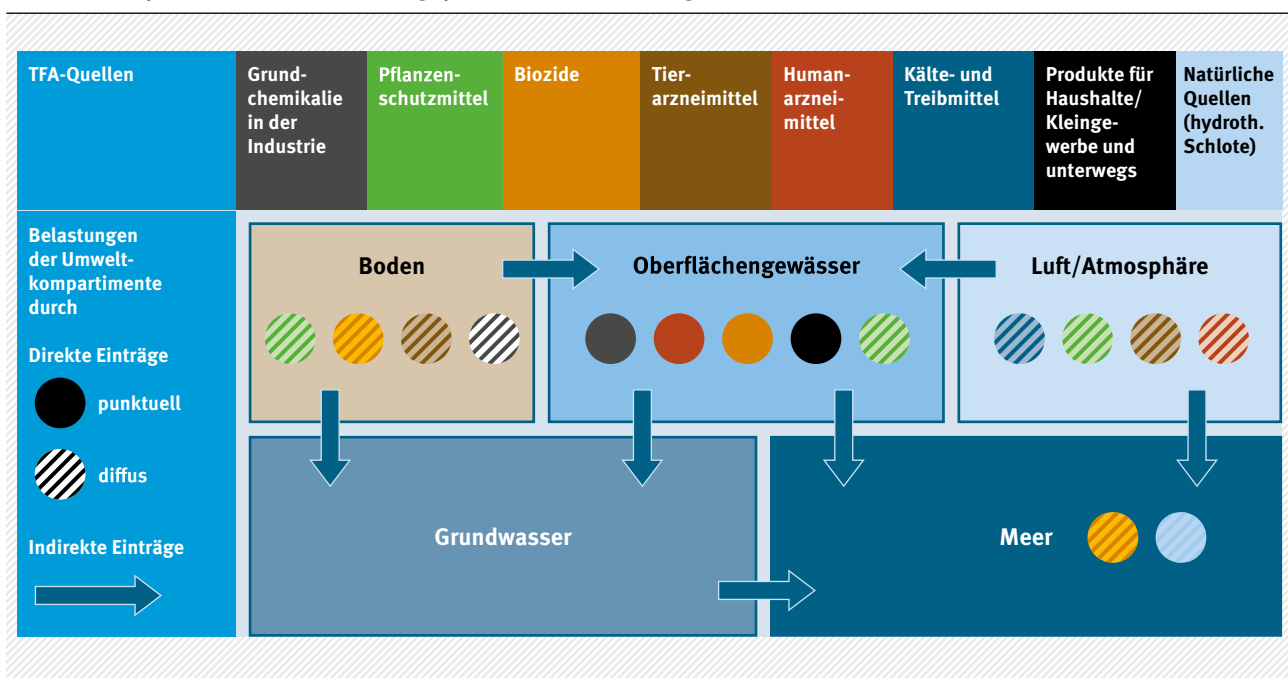 TFA-Quellen
Grund-
chemikalie
in der
Industrie
Pflanzen-
schutzmittel
Biozide
Tier-
arzneimittel
Human-
arznei-
mittel
Kälte- und
Treibmittel
Produkte für
Haushalte/
Kleinge-
werbe und
unterwegs
Natürliche
Quellen
(hydroth.
Schlote)
Belastungen
der Umwelt-
kompartimente
durch
Direkte Einträge
punktuell
diffus
Indirekte Einträge
Boden
Oberflächengewässer
Luft/Atmosphäre
Grundwasser
Meer